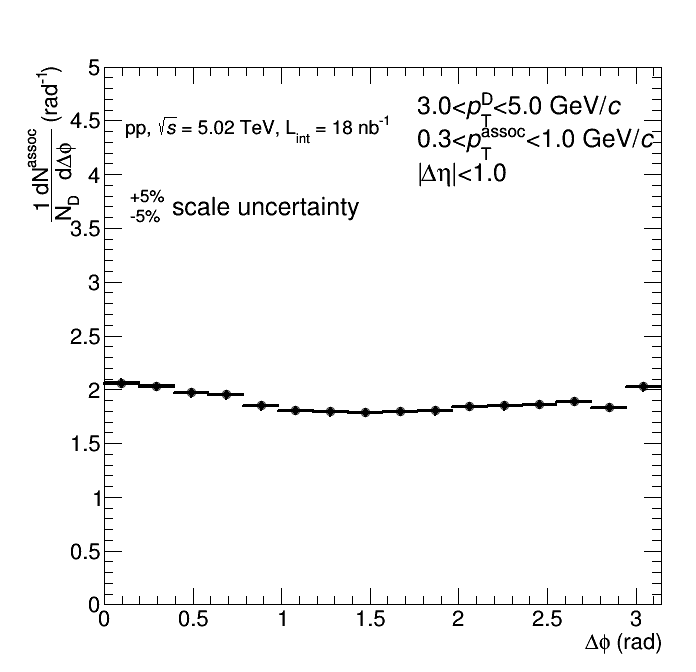 1 dN^assoc
N_D dΔϕ (rad⁻¹)
pp, √s = 5.02 TeV, L_int = 18 nb⁻¹
+5%
-5% scale uncertainty
3.0<p_T^D<5.0 GeV/c
0.3<p_T^assoc<1.0 GeV/c
|Δη|<1.0
5
4.5
4
3.5
3
2.5
2
1.5
1
0.5
0
0 0.5 1 1.5 2 2.5 3
Δϕ (rad)